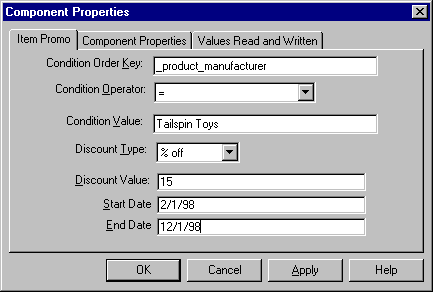 Component Properties
Item Promo Component Properties Values Read and Written
Condition Order Key: _product_manufacturer
Condition Operator: =
Condition Value: Tailspin Toys
Discount Type: % off
Discount Value: 15
Start Date 2/1/98
End Date 12/1/98
OK Cancel Apply Help